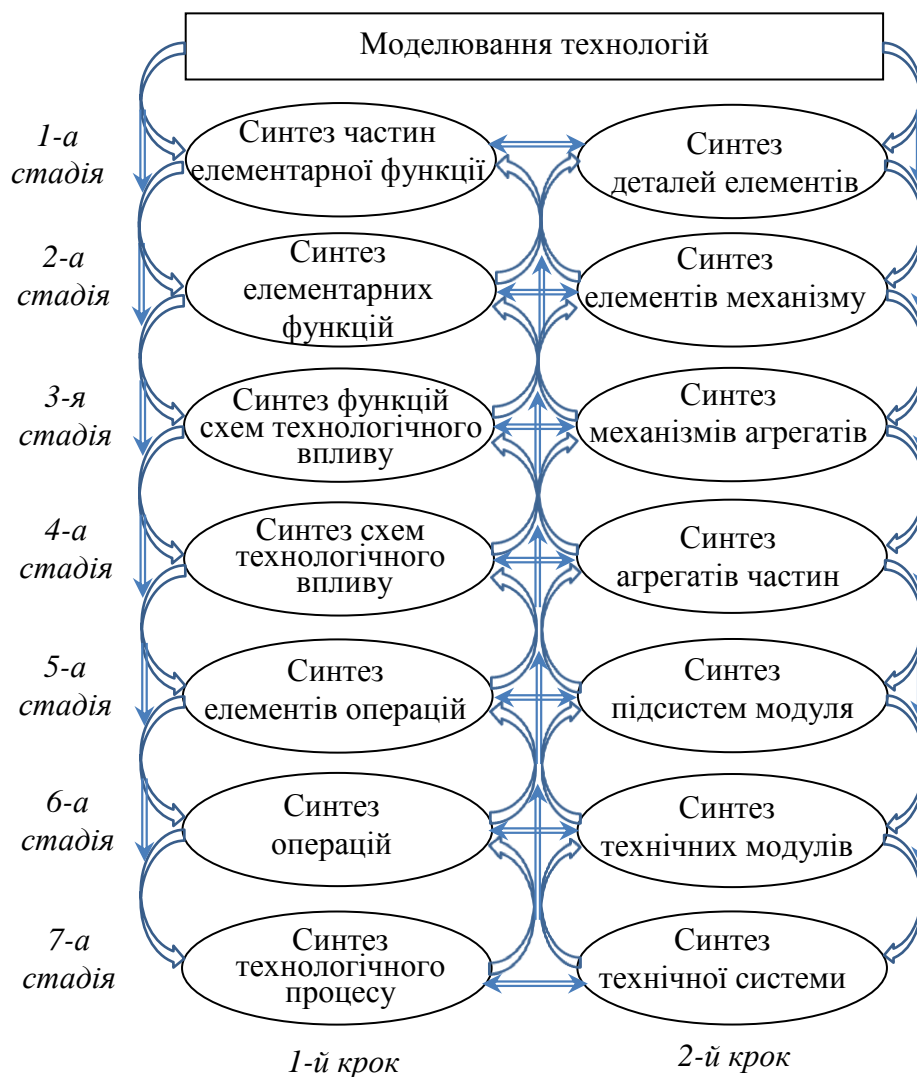 Моделювання технологій
1-а
стадія
Синтез частин
елементарної функції
Синтез
деталей елементів
2-а
стадія
Синтез
елементарних
функцій
Синтез
елементів механізму
3-я
стадія
Синтез функцій
схем технологічного
впливу
Синтез
механізмів агрегатів
4-а
стадія
Синтез схем
технологічного
впливу
Синтез
агрегатів частин
5-а
стадія
Синтез
елементів операцій
Синтез
підсистем модуля
6-а
стадія
Синтез
операцій
Синтез
технічних модулів
7-а
стадія
Синтез
технологічного
процесу
Синтез
технічної системи
1-й крок
2-й крок